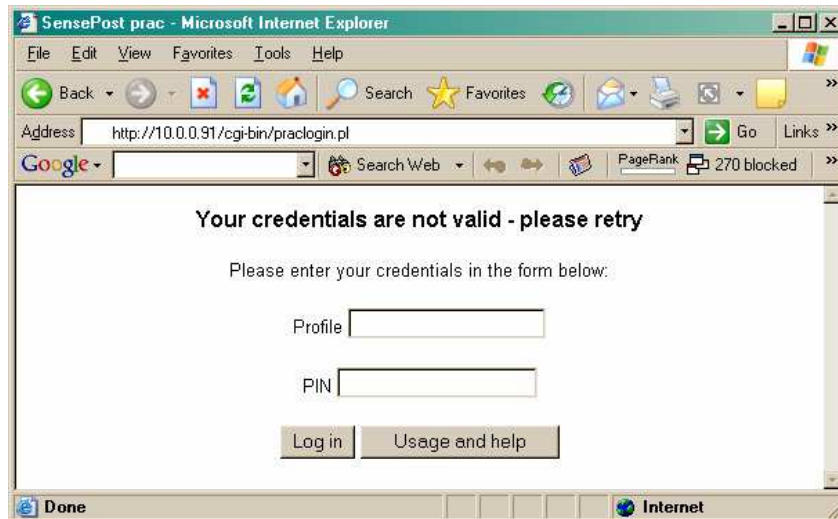 SensePost prac - Microsoft Internet Explorer
File Edit View Favorites Tools Help
Back Search Favorites »
Address http://10.0.0.91/cgi-bin/praclogin.pl Go Links »
Google Search Web PageRank 270 blocked »
Your credentials are not valid - please retry
Please enter your credentials in the form below:
Profile
PIN
Log in Usage and help
Done Internet